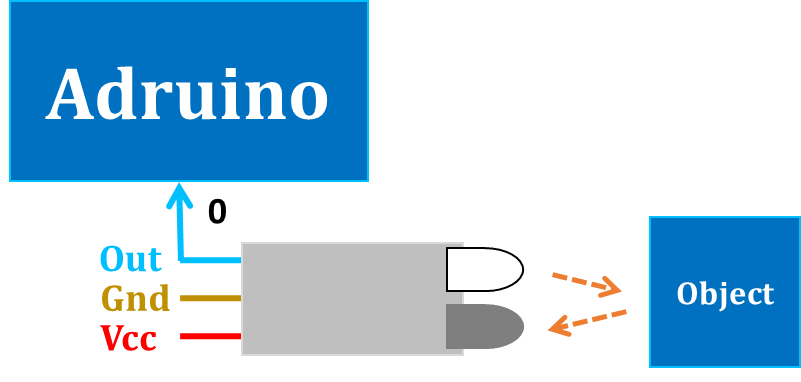 Adruino
0
Out
Gnd
Vcc
Object